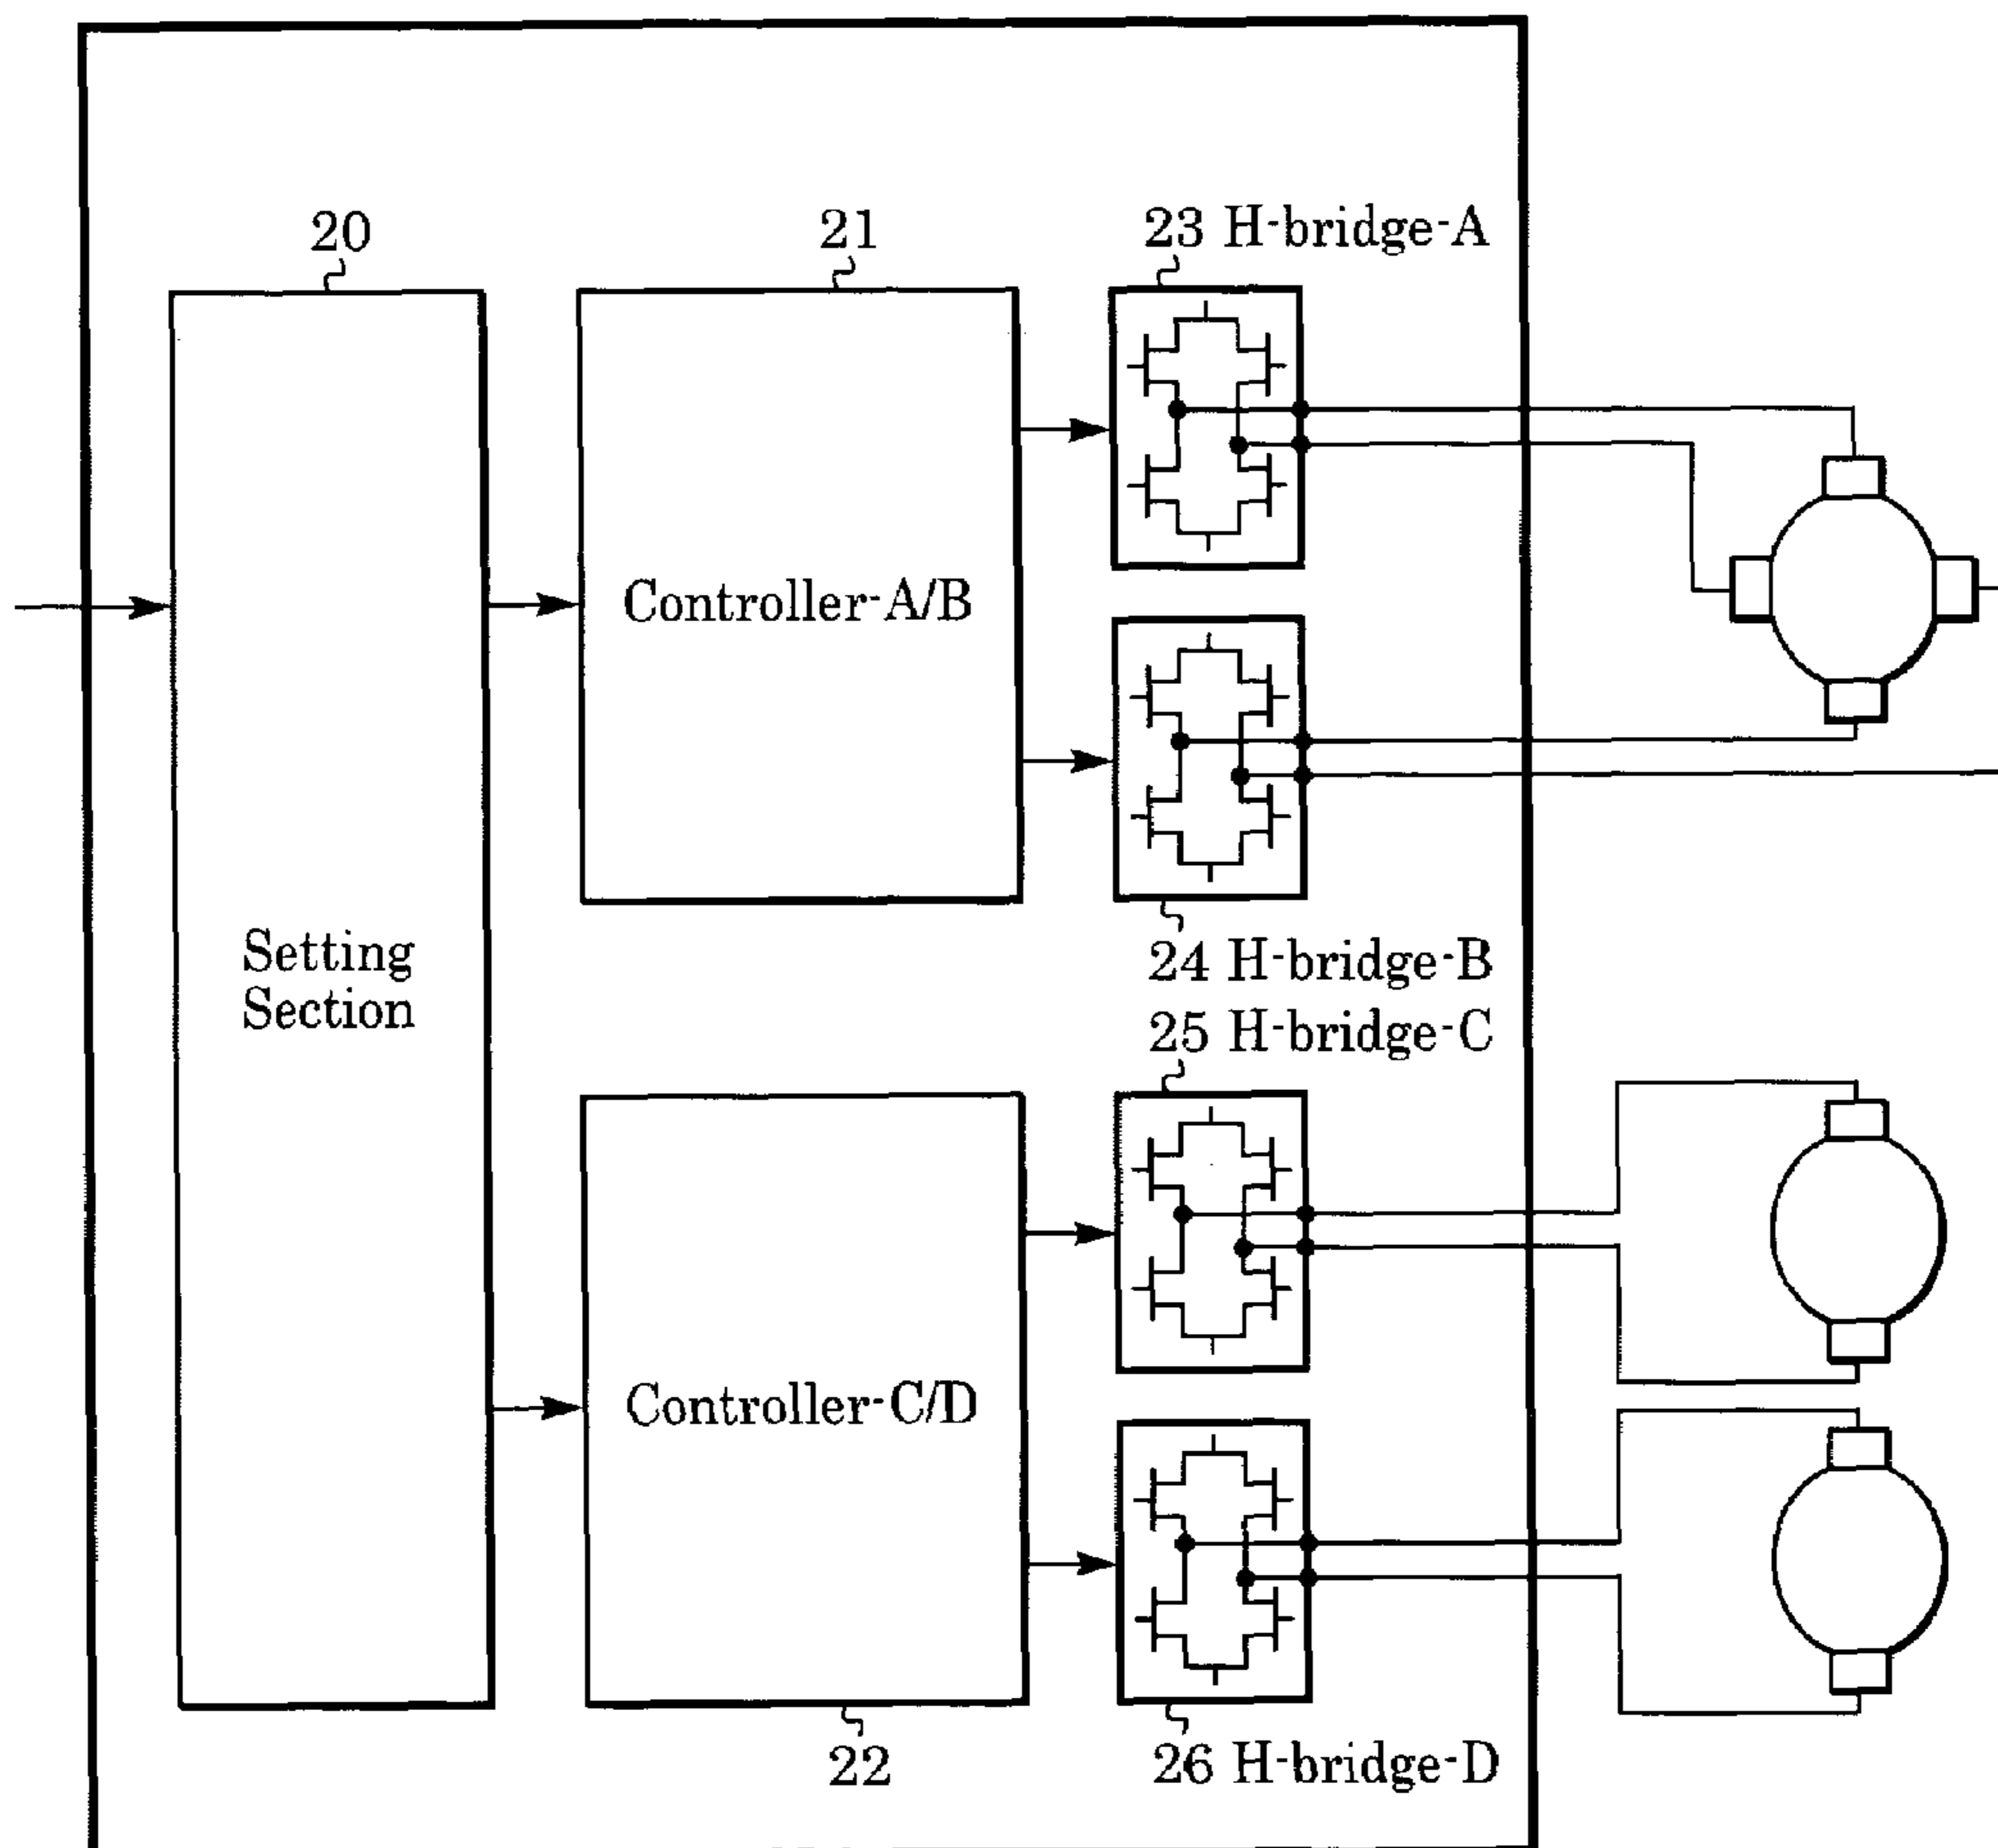 20
21
23 H-bridge-A
Controller-A/B
Setting
Section
24 H-bridge-B
25 H-bridge-C
Controller-C/D
22
26 H-bridge-D